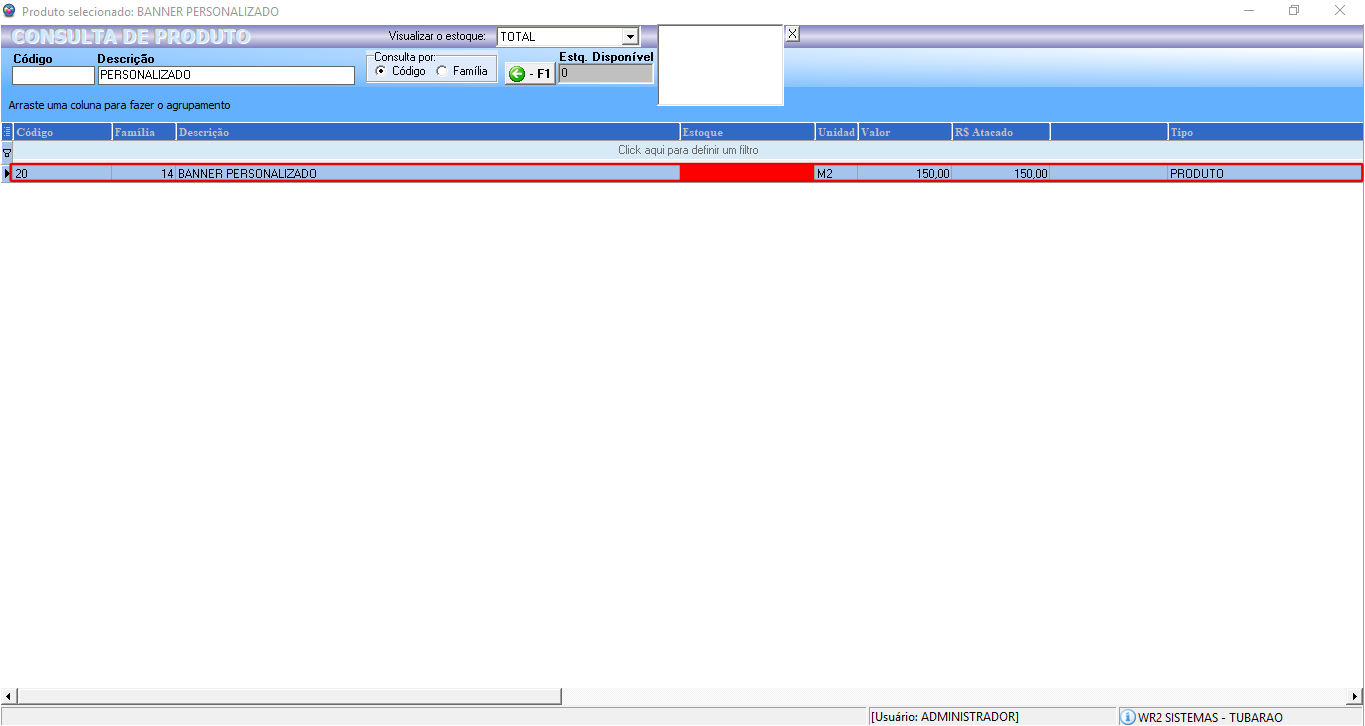 Produto selecionado: BANNER PERSONALIZADO
CONSULTA DE PRODUTO
Visualizar o estoque: TOTAL
X
Código Descrição
Consulta por:
Estq. Disponível
PERSONALIZADO
Código Família
- F1
0
Arraste uma coluna para fazer o agrupamento
Código Família Descrição Estoque Unidad Valor R$ Atacado Tipo
Click aqui para definir um filtro
20 14 BANNER PERSONALIZADO M2 150,00 150,00 PRODUTO
[Usuário: ADMINISTRADOR] WR2 SISTEMAS - TUBARAO